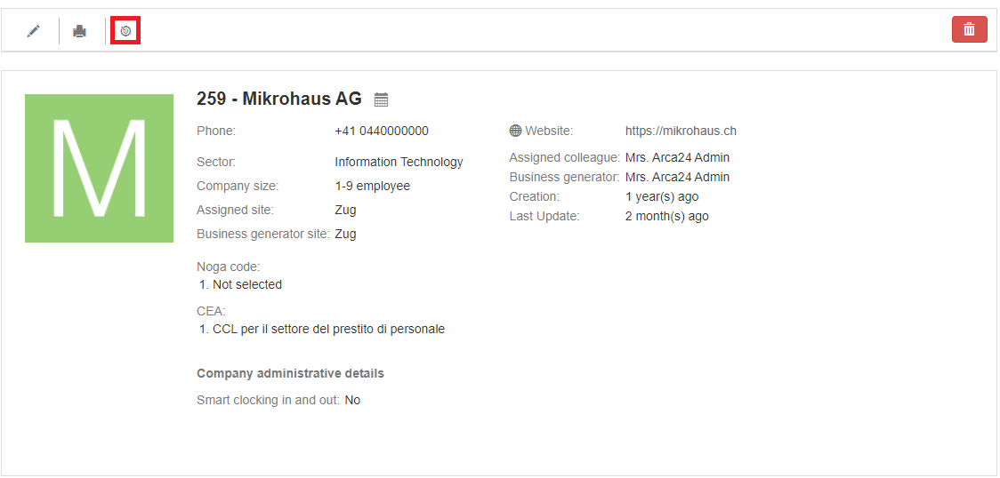 M
259 - Mikrohaus AG
Phone: +41 0440000000
Sector: Information Technology
Company size: 1-9 employee
Assigned site: Zug
Business generator site: Zug
Website: https://mikrohaus.ch
Assigned colleague: Mrs. Arca24 Admin
Business generator: Mrs. Arca24 Admin
Creation: 1 year(s) ago
Last Update: 2 month(s) ago
Noga code:
1. Not selected
CEA:
1. CCL per il settore del prestito di personale
Company administrative details
Smart clocking in and out: No